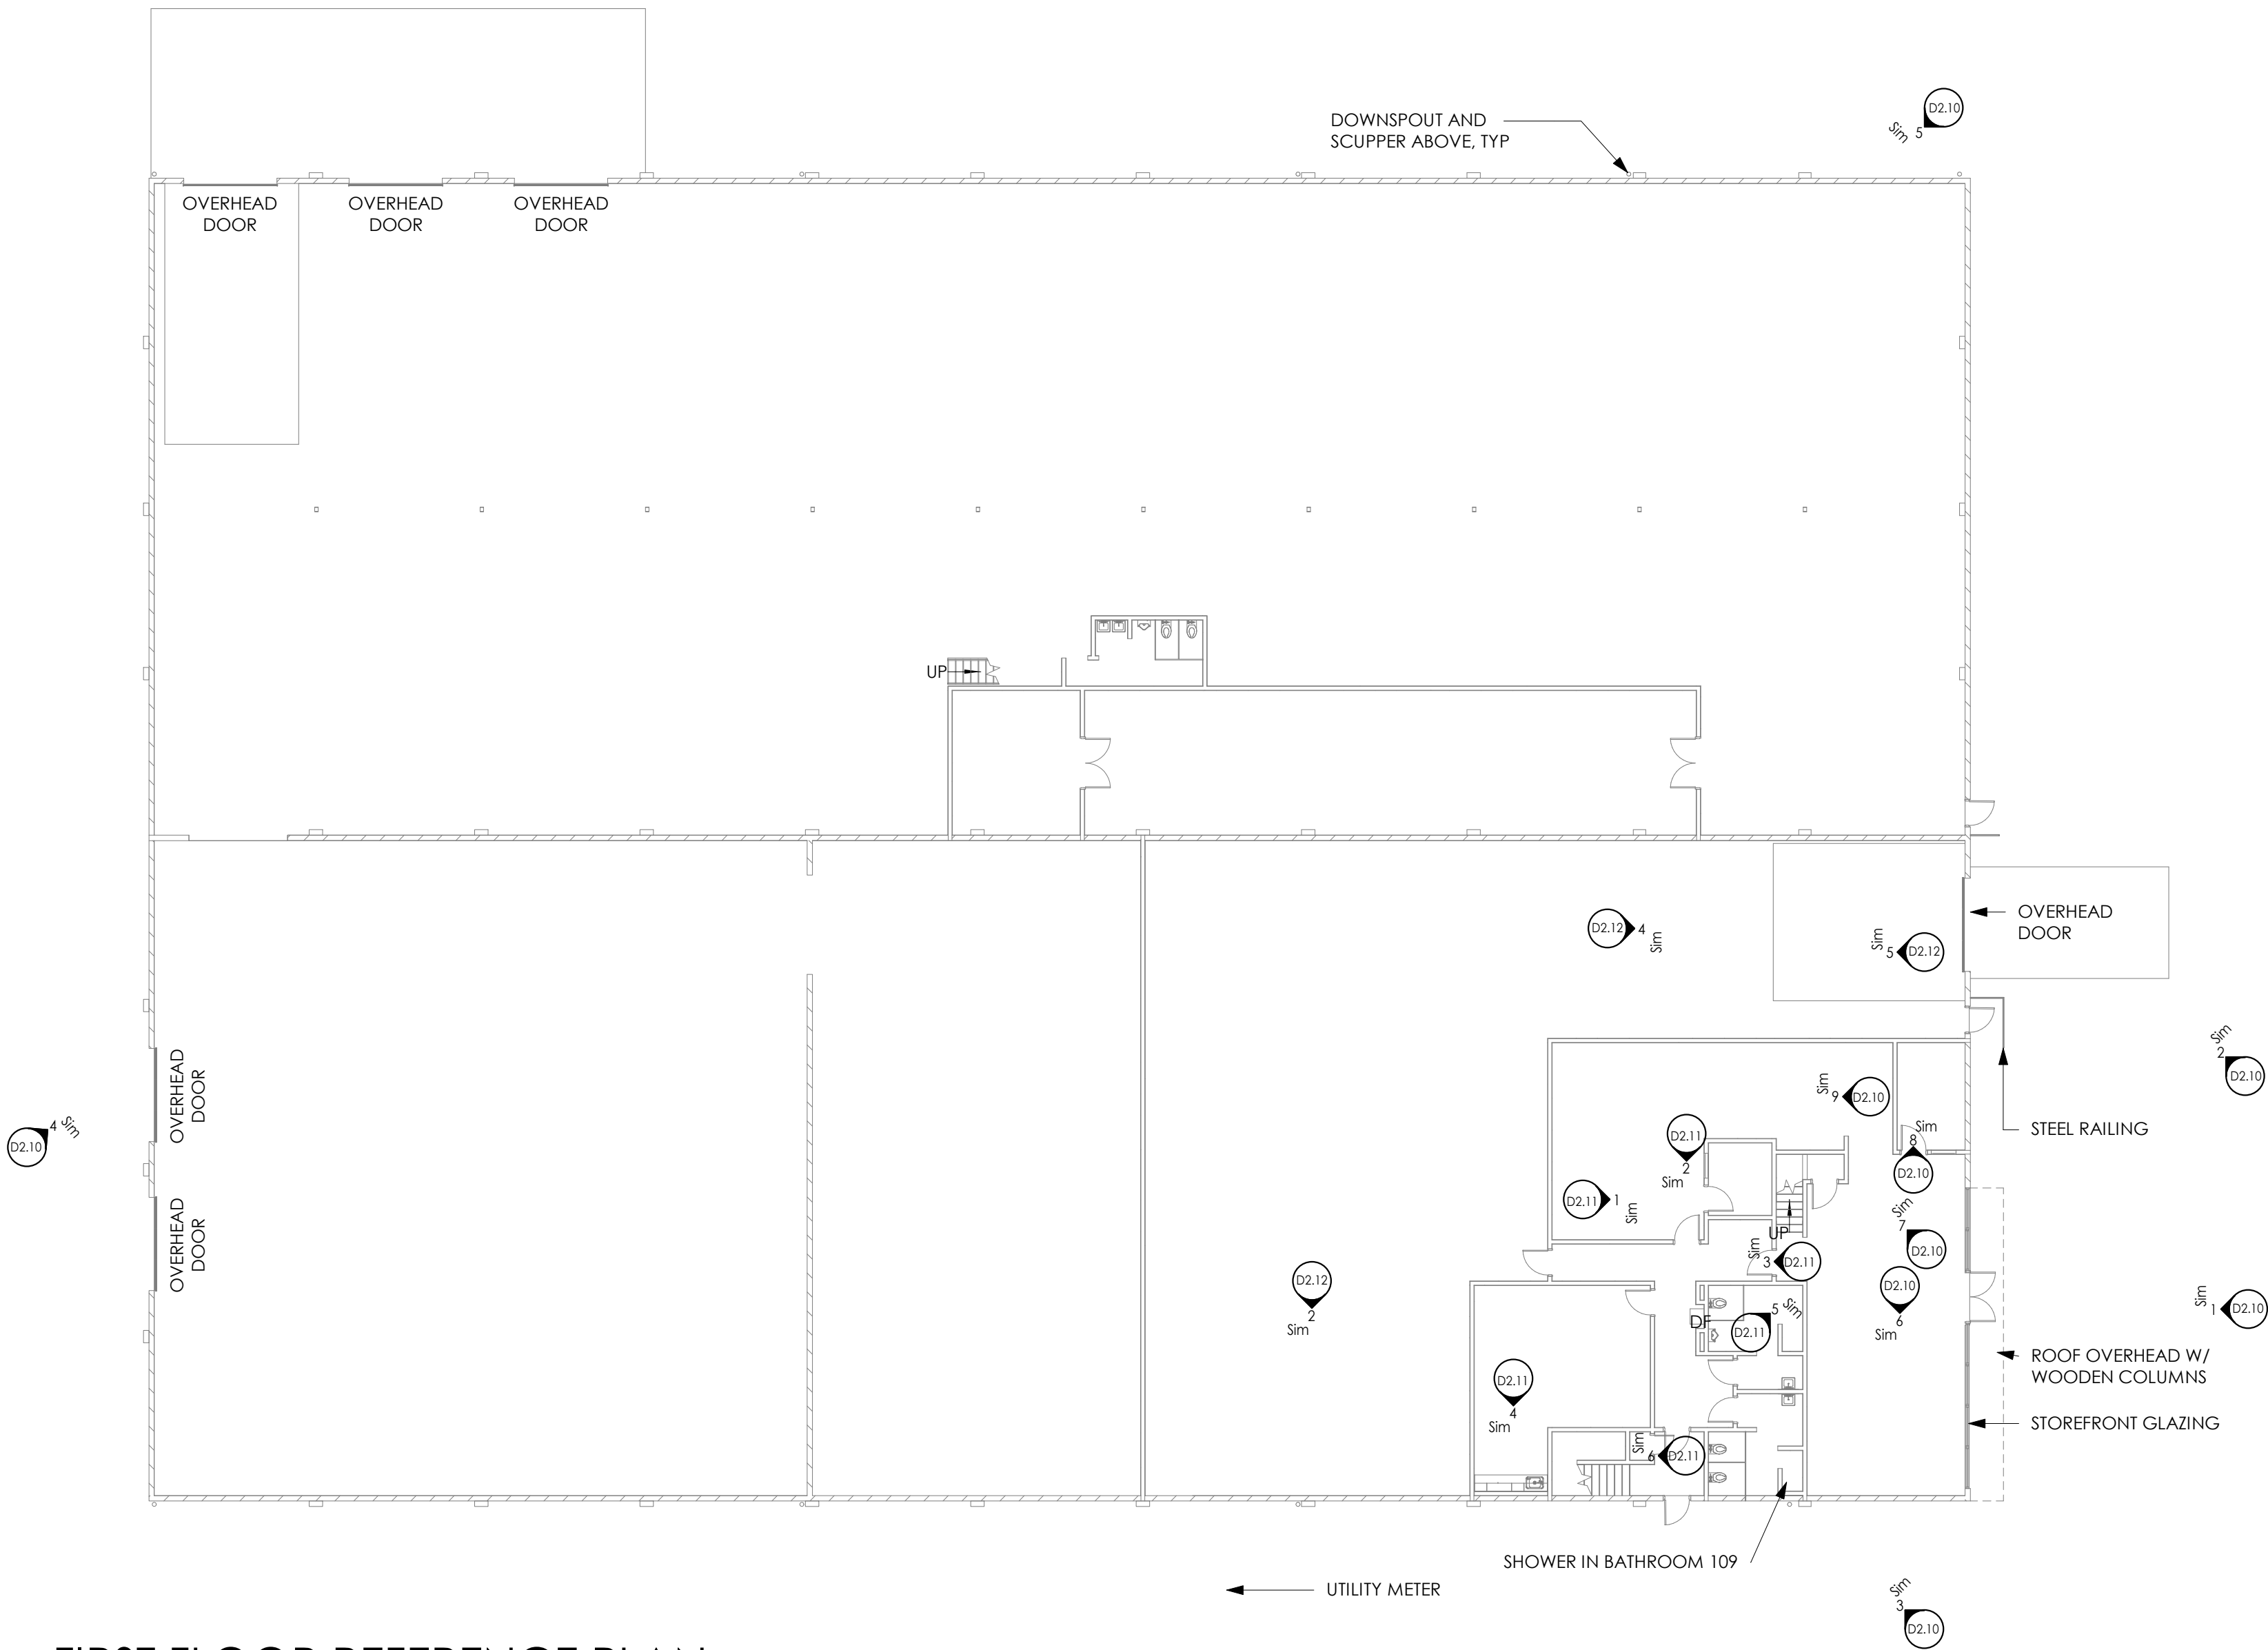 D2.10
Sim
5
DOWNSPOUT AND
SCUPPER ABOVE, TYP
OVERHEAD
DOOR
OVERHEAD
DOOR
OVERHEAD
DOOR
UP
D2.12
4
Sim
OVERHEAD
DOOR
Sim
5
D2.12
Sim
2
D2.10
OVERHEAD
DOOR
Sim
9
D2.10
4
Sim
D2.10
STEEL RAILING
Sim
8
D2.10
D2.11
2
Sim
D2.11
1
Sim
Sim
7
D2.10
UP
Sim
3
D2.11
OVERHEAD
DOOR
D2.12
2
Sim
D2.10
6
Sim
Sim
1
D2.10
DF
5
Sim
D2.11
ROOF OVERHEAD W/
WOODEN COLUMNS
D2.11
4
Sim
STOREFRONT GLAZING
Sim
6
D2.11
SHOWER IN BATHROOM 109
UTILITY METER
Sim
3
D2.10
FIRST FLOOR REFERENCE PLAN